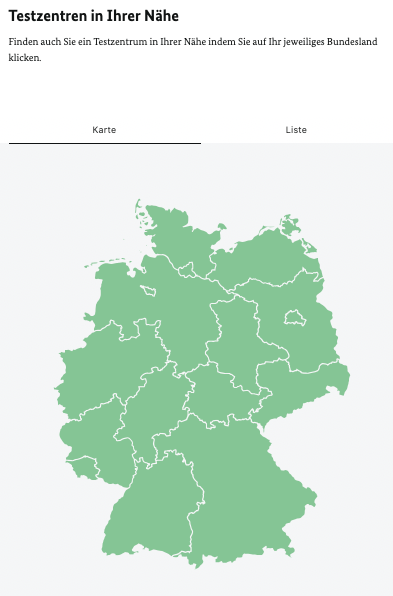 Testzentren in Ihrer Nähe
Finden auch Sie ein Testzentrum in Ihrer Nähe indem Sie auf Ihr jeweiliges Bundesland
klicken.
Karte
Liste